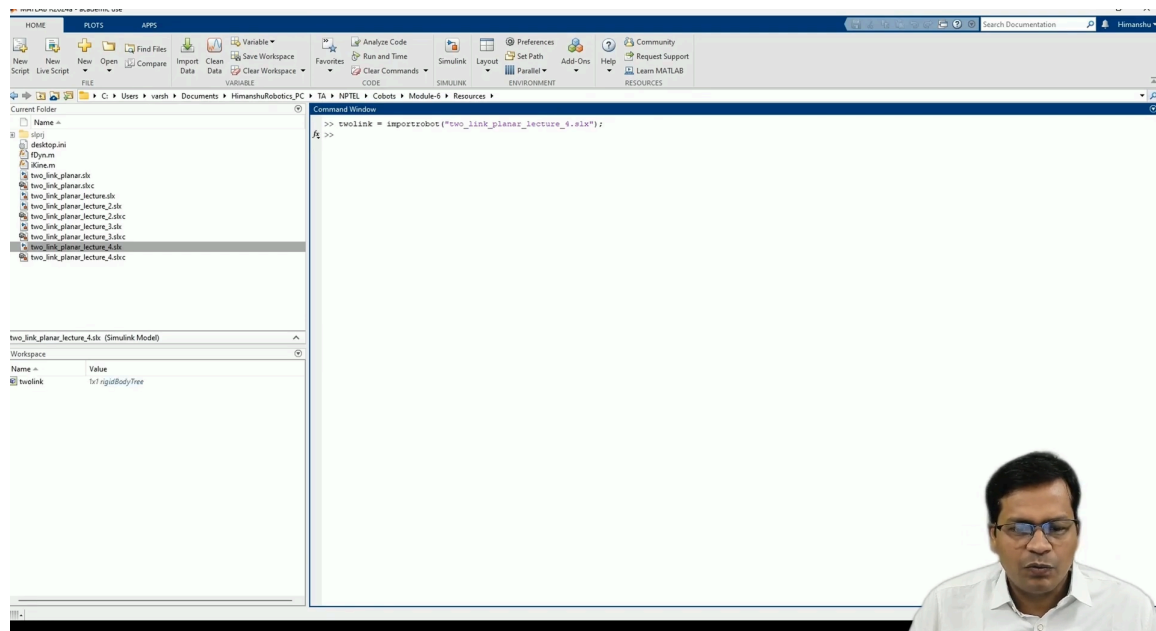 MATLAB R2024a - academic use
HOME PLOTS APPS
Search Documentation
Himanshu
New Script
New Live Script
New
Open
Find Files
Compare
Import Data
Clean Data
Variable
Save Workspace
Clear Workspace
Favorites
Analyze Code
Run and Time
Clear Commands
Simulink
Layout
Preferences
Set Path
Parallel
Add-Ons
Help
Community
Request Support
Learn MATLAB
FILE VARIABLE CODE SIMULINK ENVIRONMENT RESOURCES
C: Users varsh Documents HimanshuRobotics_PC TA NPTEL Cobots Module-6 Resources
Current Folder
Name
slprj
desktop.ini
fDyn.m
iKine.m
two_link_planar.slx
two_link_planar.slxc
two_link_planar_lecture.slx
two_link_planar_lecture_2.slx
two_link_planar_lecture_2.slxc
two_link_planar_lecture_3.slx
two_link_planar_lecture_3.slxc
two_link_planar_lecture_4.slx
two_link_planar_lecture_4.slxc
two_link_planar_lecture_4.slx (Simulink Model)
Workspace
Name Value
twolink 1x1 rigidBodyTree
Command Window
>> twolink = importrobot("two_link_planar_lecture_4.slx");
fx >>